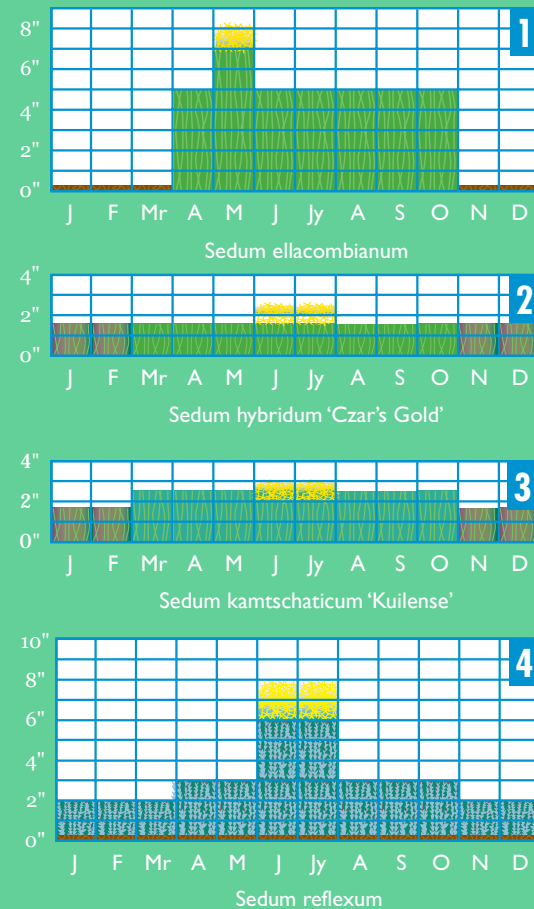 1
8"
6"
4"
2"
0"
J F Mr A M J Jy A S O N D
Sedum ellacombianum
2
4"
2"
0"
J F Mr A M J Jy A S O N D
Sedum hybridum ‘Czar’s Gold’
3
4"
2"
0"
J F Mr A M J Jy A S O N D
Sedum kamtschaticum ‘Kuilense’
4
10"
8"
6"
4"
2"
0"
J F Mr A M J Jy A S O N D
Sedum reflexum